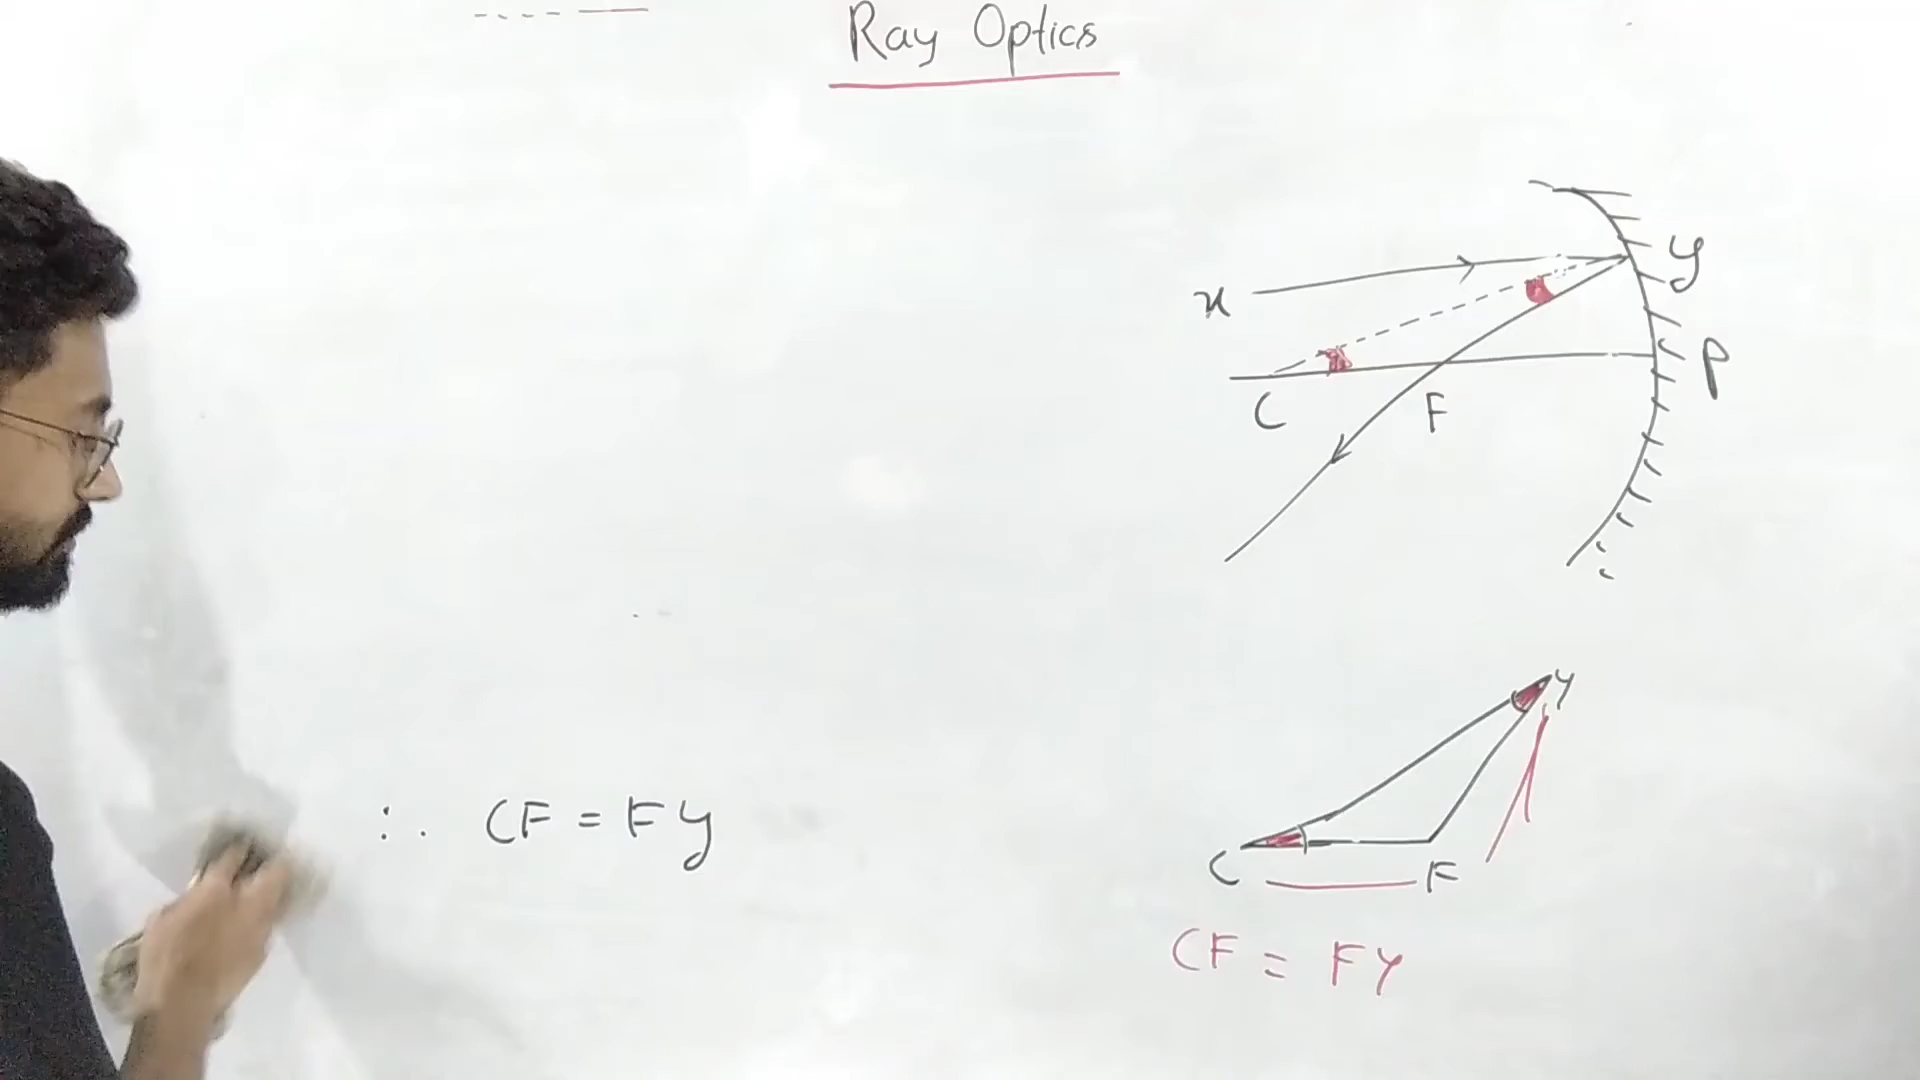 Ray Optics
x
y
P
C
F
y
∴ CF = Fy
C
F
CF = FY